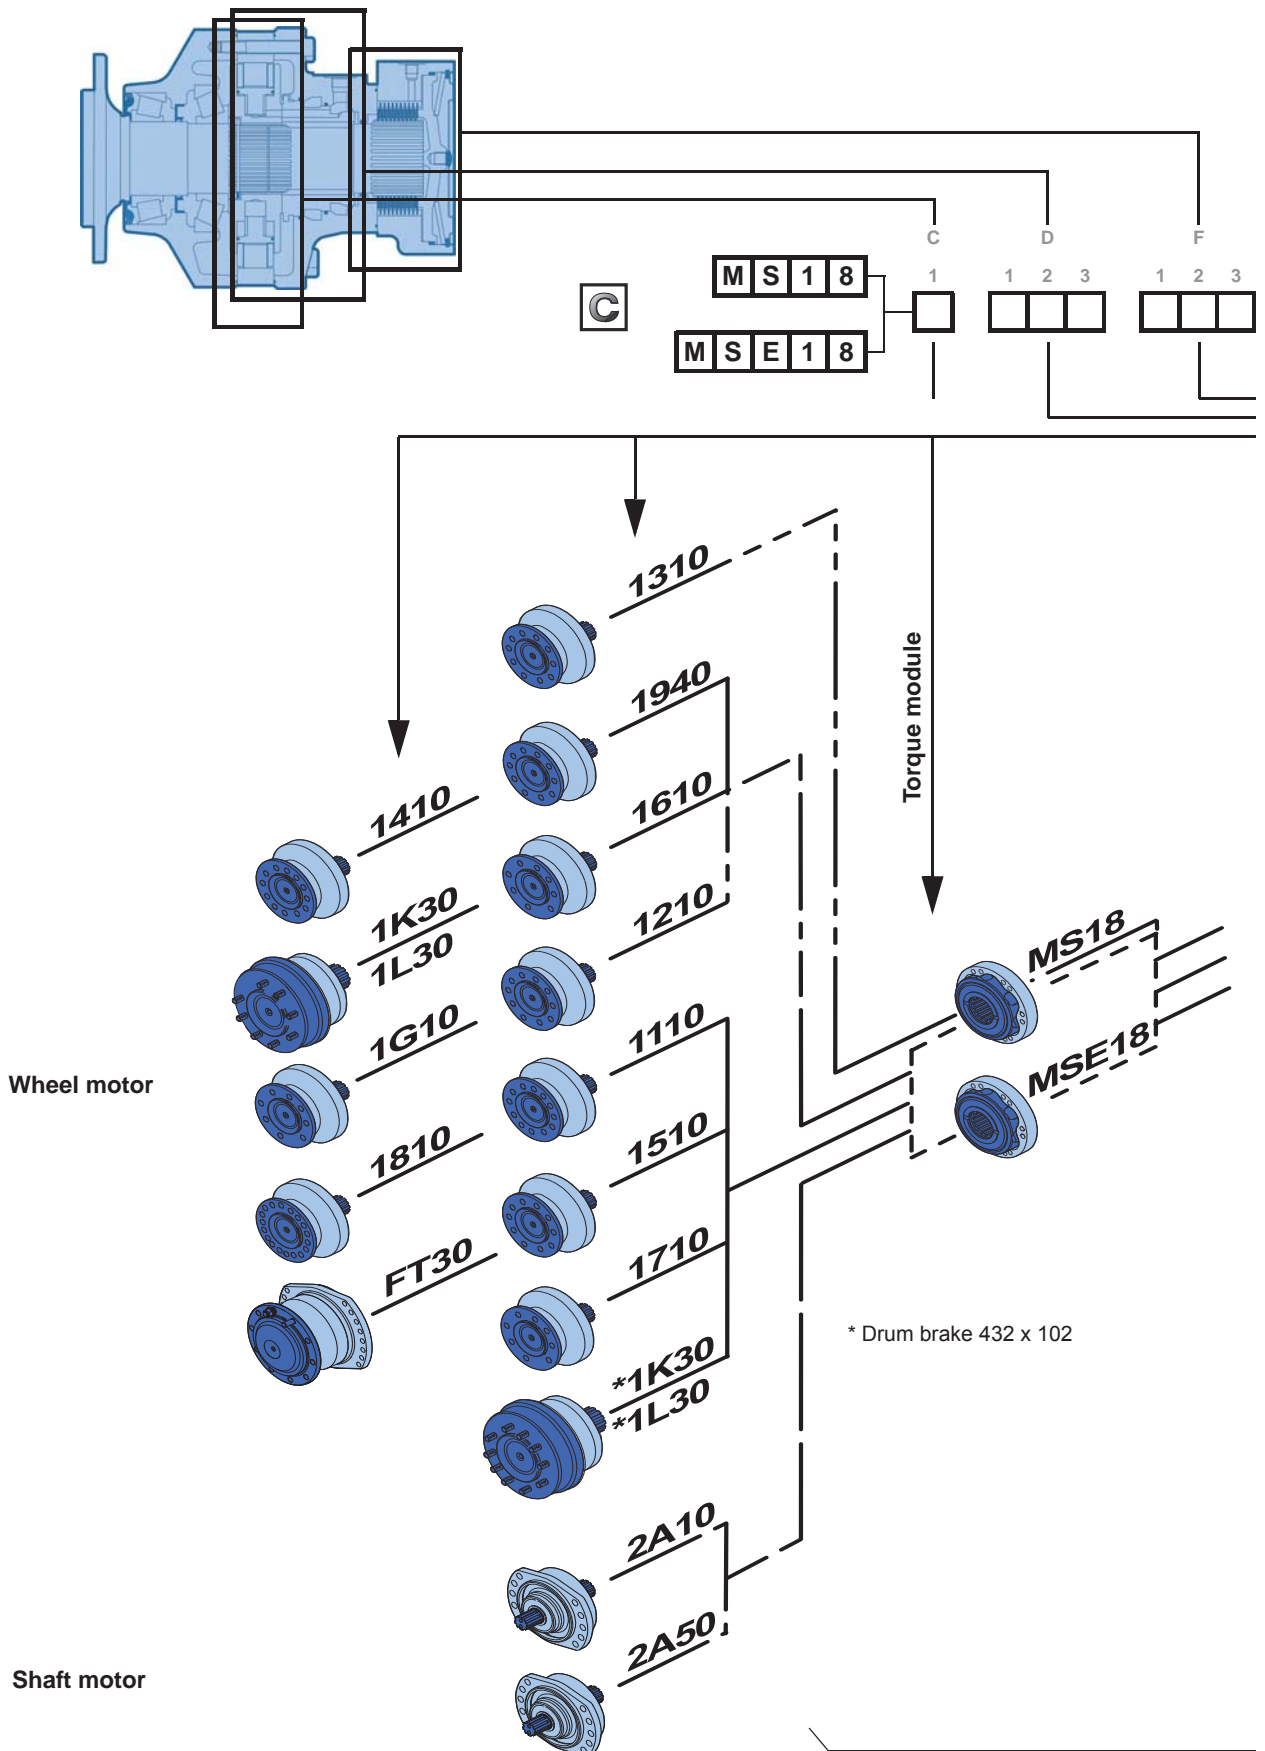 C D F
1 1 2 3 1 2 3
M S 1 8
C
M S E 1 8
1310
1940
1610
1210
1110
1510
1710
*1K30
*1L30
1410
1K30
1L30
1G10
1810
FT30
Wheel motor
Torque module
MS18
MSE18
* Drum brake 432 x 102
2A10
2A50
Shaft motor